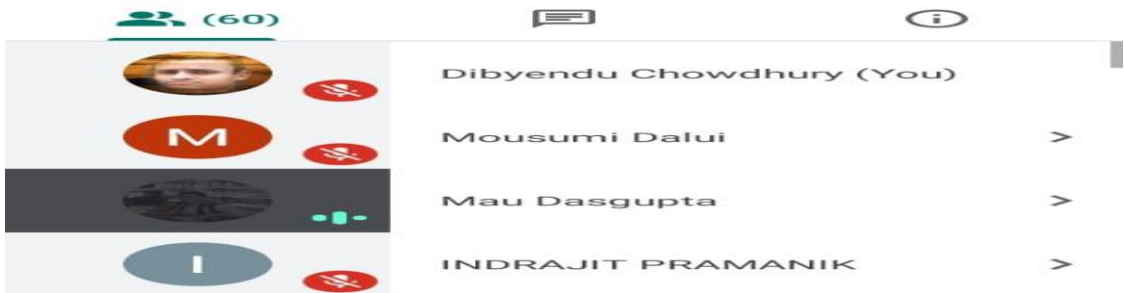 (60)
Dibyendu Chowdhury (You)
M
Mousumi Dalui
Mau Dasgupta
I
INDRAJIT PRAMANIK